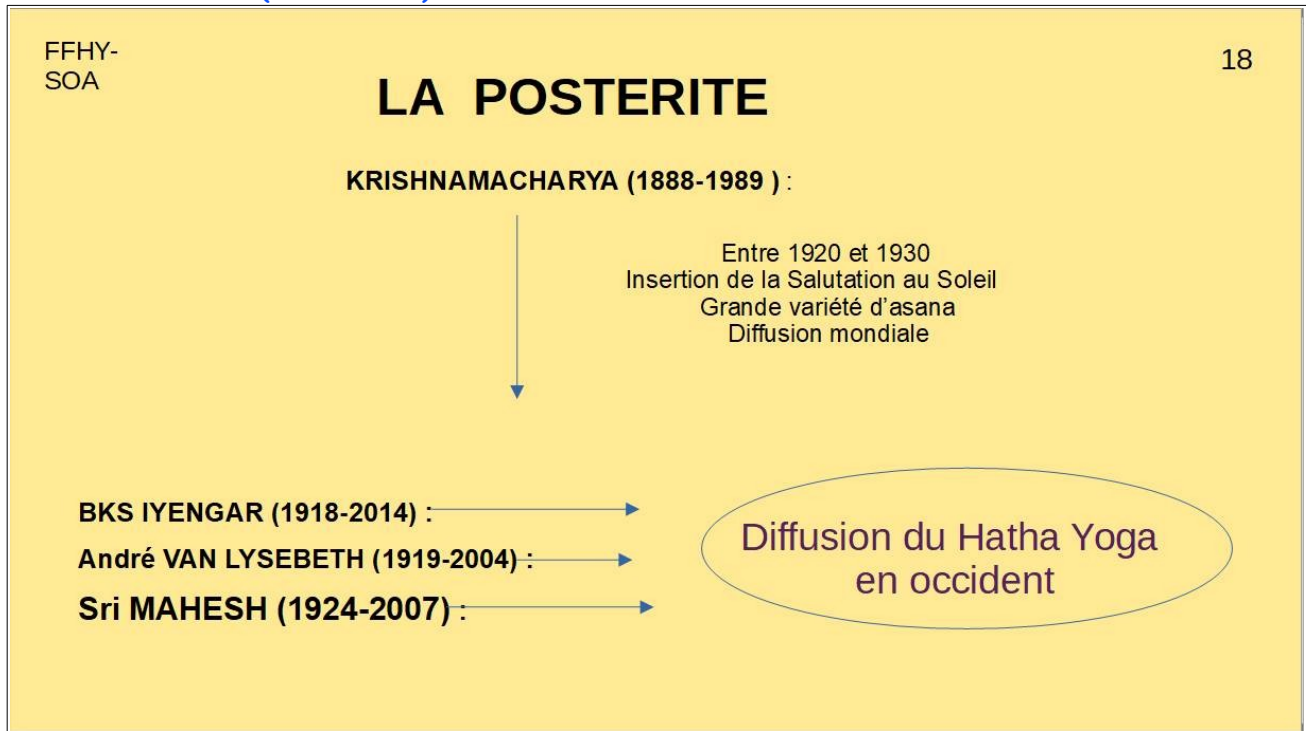 FFHY-
SOA
18
LA POSTERITE
KRISHNAMACHARYA (1888-1989 ) :
Entre 1920 et 1930
Insertion de la Salutation au Soleil
Grande variété d’asana
Diffusion mondiale
BKS IYENGAR (1918-2014) :
André VAN LYSEBETH (1919-2004) :
Sri MAHESH (1924-2007) :
Diffusion du Hatha Yoga
en occident